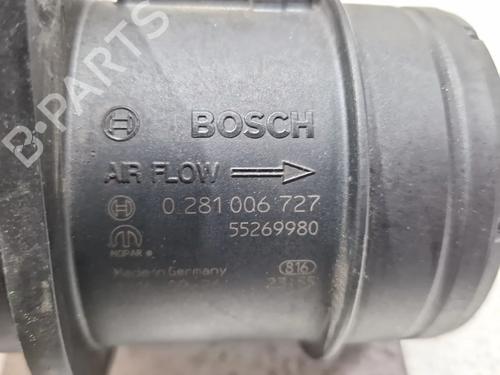 BOSCH
AIR FLOW
0 281 006 727
55269980
MOPAR ®
Made in Germany
816
B-PARTS